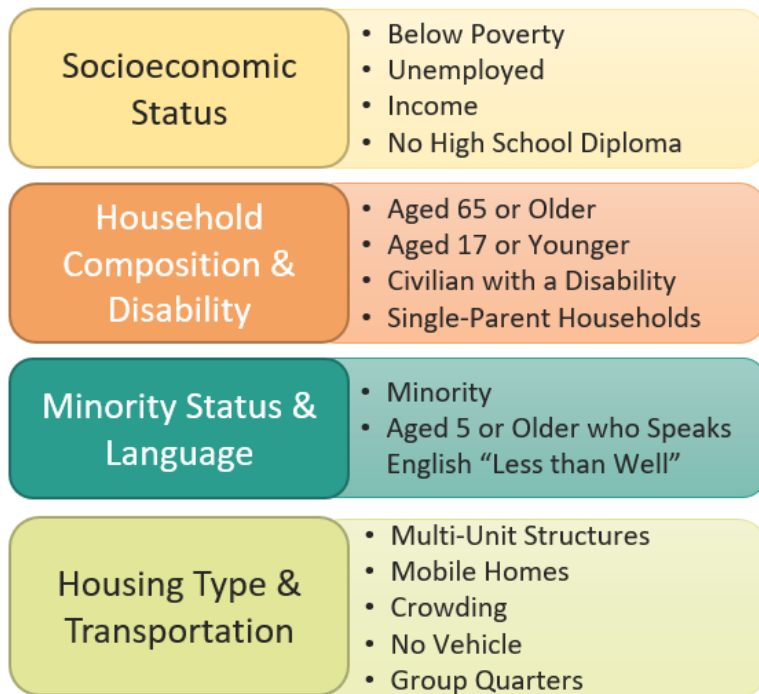 Socioeconomic
Status
• Below Poverty
• Unemployed
• Income
• No High School Diploma
Household
Composition &
Disability
• Aged 65 or Older
• Aged 17 or Younger
• Civilian with a Disability
• Single-Parent Households
Minority Status &
Language
• Minority
• Aged 5 or Older who Speaks
English “Less than Well”
Housing Type &
Transportation
• Multi-Unit Structures
• Mobile Homes
• Crowding
• No Vehicle
• Group Quarters